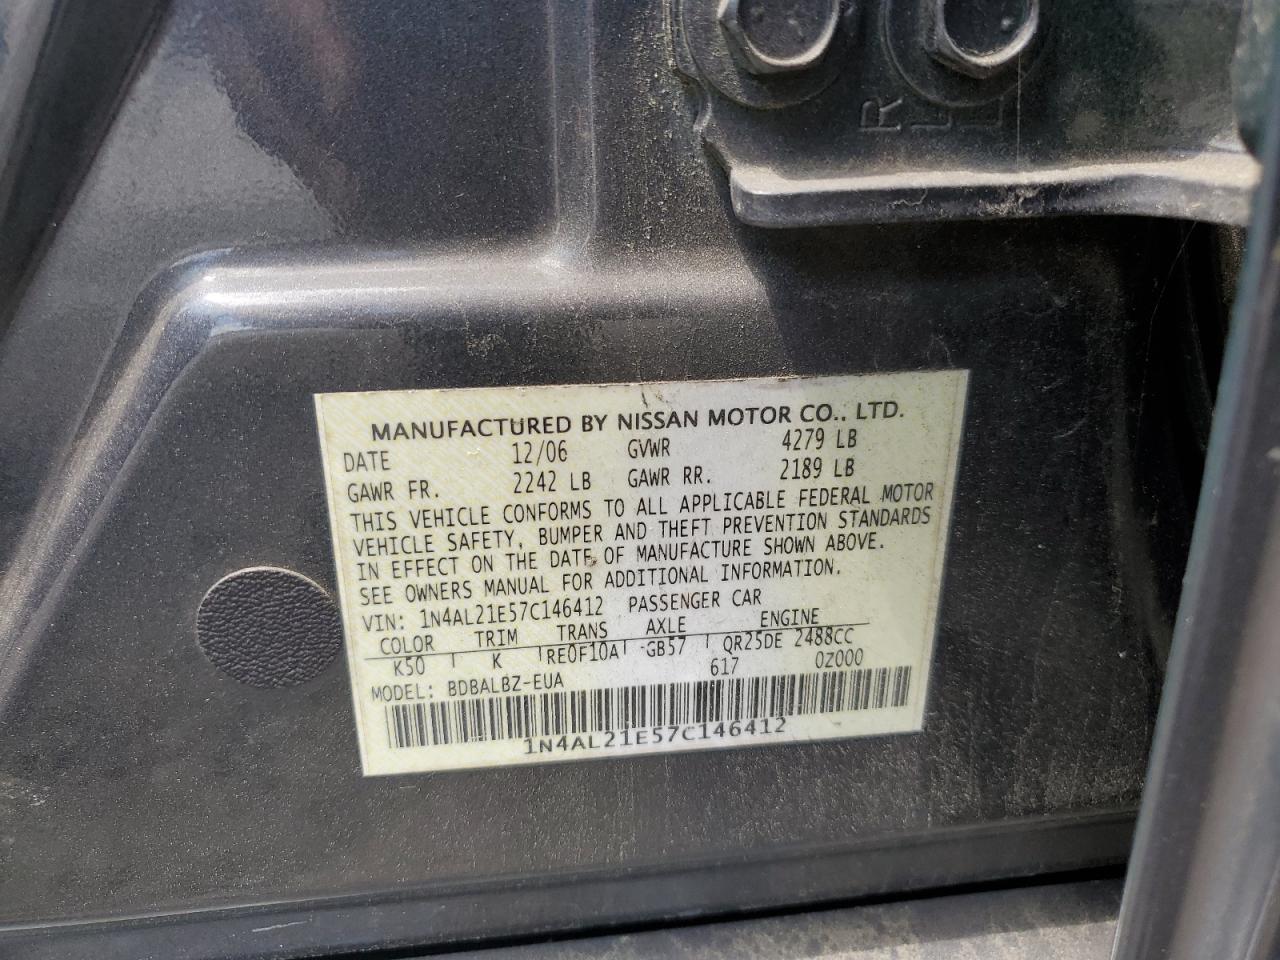 R
L
MANUFACTURED BY NISSAN MOTOR CO., LTD.
DATE 12/06 GVWR 4279 LB
GAWR FR. 2242 LB GAWR RR. 2189 LB
THIS VEHICLE CONFORMS TO ALL APPLICABLE FEDERAL MOTOR
VEHICLE SAFETY, BUMPER AND THEFT PREVENTION STANDARDS
IN EFFECT ON THE DATE OF MANUFACTURE SHOWN ABOVE.
SEE OWNERS MANUAL FOR ADDITIONAL INFORMATION.
VIN: 1N4AL21E57C146412 PASSENGER CAR
COLOR TRIM TRANS AXLE ENGINE
K50 K RE0F10A GB57 QR25DE 2488CC
617 0Z000
MODEL: BDBALBZ-EUA
1N4AL21E57C146412